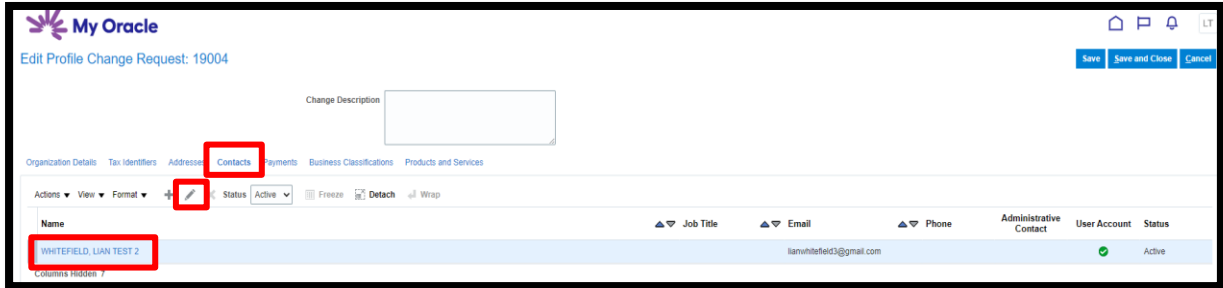 My Oracle
LT
Edit Profile Change Request: 19004
Save Save and Close Cancel
Change Description
Organization Details Tax Identifiers Addresses Contacts Payments Business Classifications Products and Services
Actions View Format Status Active Freeze Detach Wrap
Name Job Title Email Phone Administrative Contact User Account Status
WHITEFIELD, LIAN TEST 2 lianwhitefield3@gmail.com Active
Columns Hidden 7